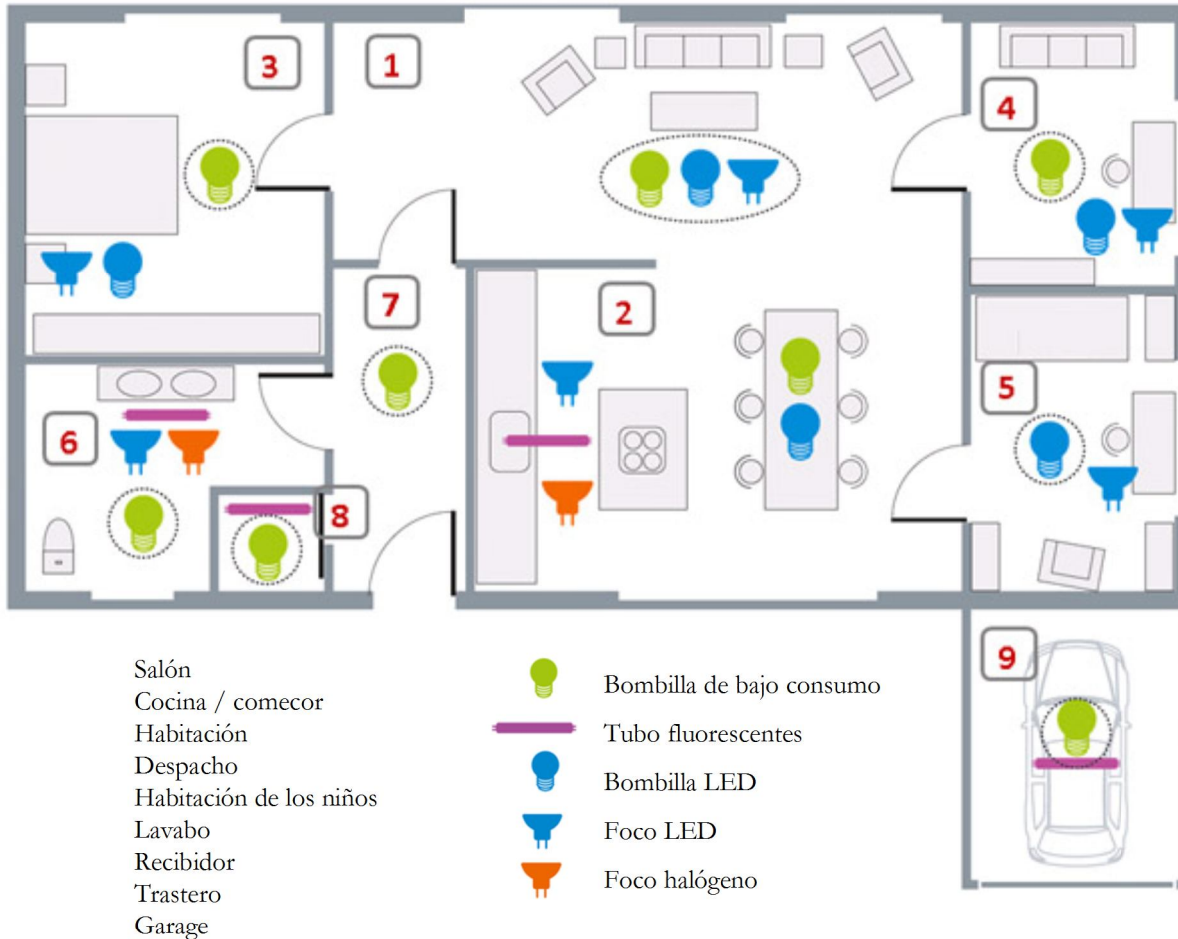 3
1
4
7
2
5
6
8
9
Salón
Cocina / comecor
Habitación
Despacho
Habitación de los niños
Lavabo
Recibidor
Trastero
Garage
Bombilla de bajo consumo
Tubo fluorescentes
Bombilla LED
Foco LED
Foco halógeno